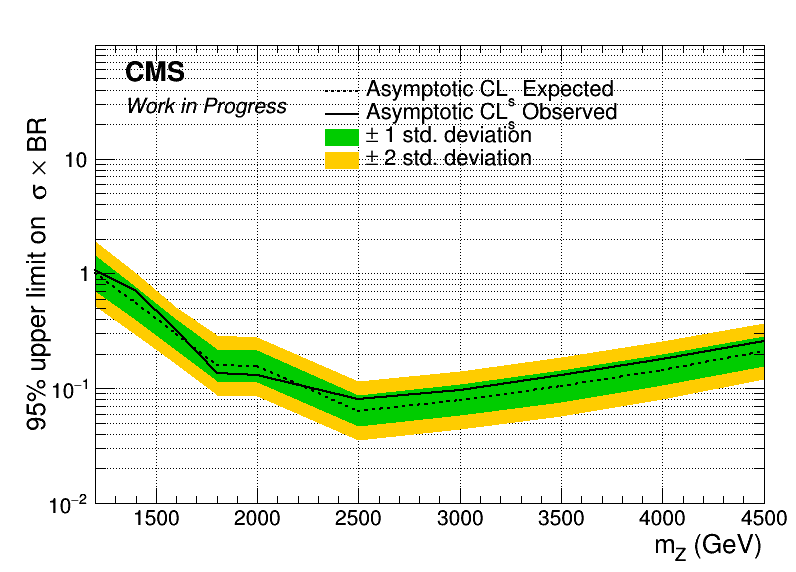 CMS
Work in Progress
Asymptotic CLs Expected
Asymptotic CLs Observed
± 1 std. deviation
± 2 std. deviation
95% upper limit on σ × BR
10
1
10⁻¹
10⁻²
1500 2000 2500 3000 3500 4000 4500
m_Z (GeV)